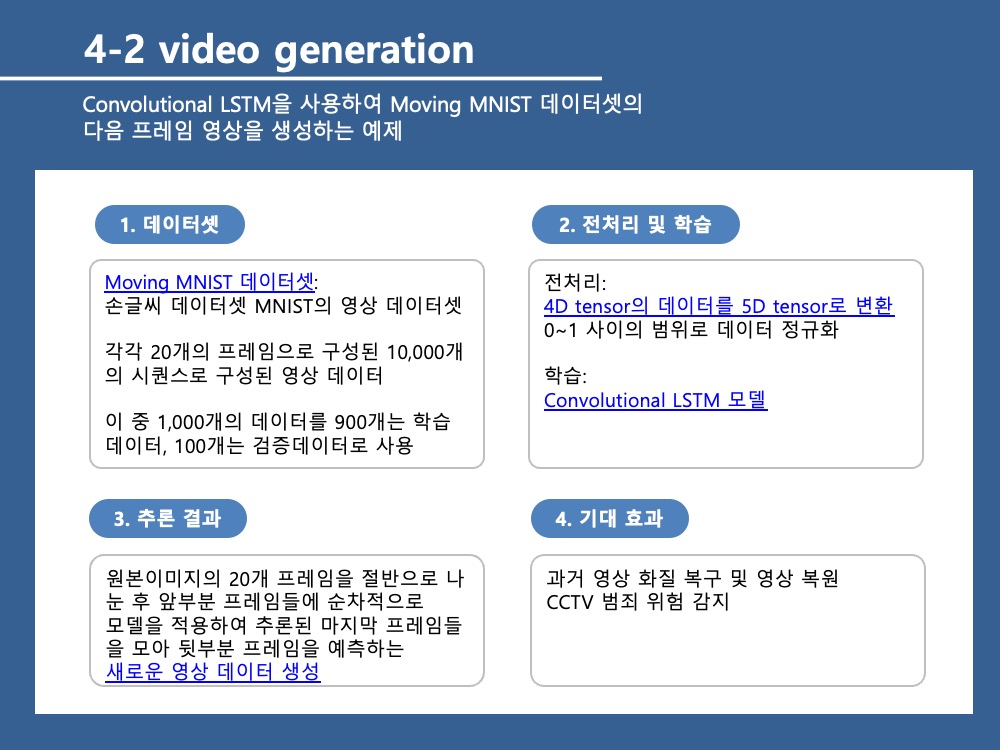 4-2 video generation
Convolutional LSTM을 사용하여 Moving MNIST 데이터셋의
다음 프레임 영상을 생성하는 예제
1. 데이터셋
Moving MNIST 데이터셋:
손글씨 데이터셋 MNIST의 영상 데이터셋
각각 20개의 프레임으로 구성된 10,000개
의 시퀀스로 구성된 영상 데이터
이 중 1,000개의 데이터를 900개는 학습
데이터, 100개는 검증데이터로 사용
2. 전처리 및 학습
전처리:
4D tensor의 데이터를 5D tensor로 변환
0~1 사이의 범위로 데이터 정규화
학습:
Convolutional LSTM 모델
3. 추론 결과
원본이미지의 20개 프레임을 절반으로 나
눈 후 앞부분 프레임들에 순차적으로
모델을 적용하여 추론된 마지막 프레임들
을 모아 뒷부분 프레임을 예측하는
새로운 영상 데이터 생성
4. 기대 효과
과거 영상 화질 복구 및 영상 복원
CCTV 범죄 위험 감지